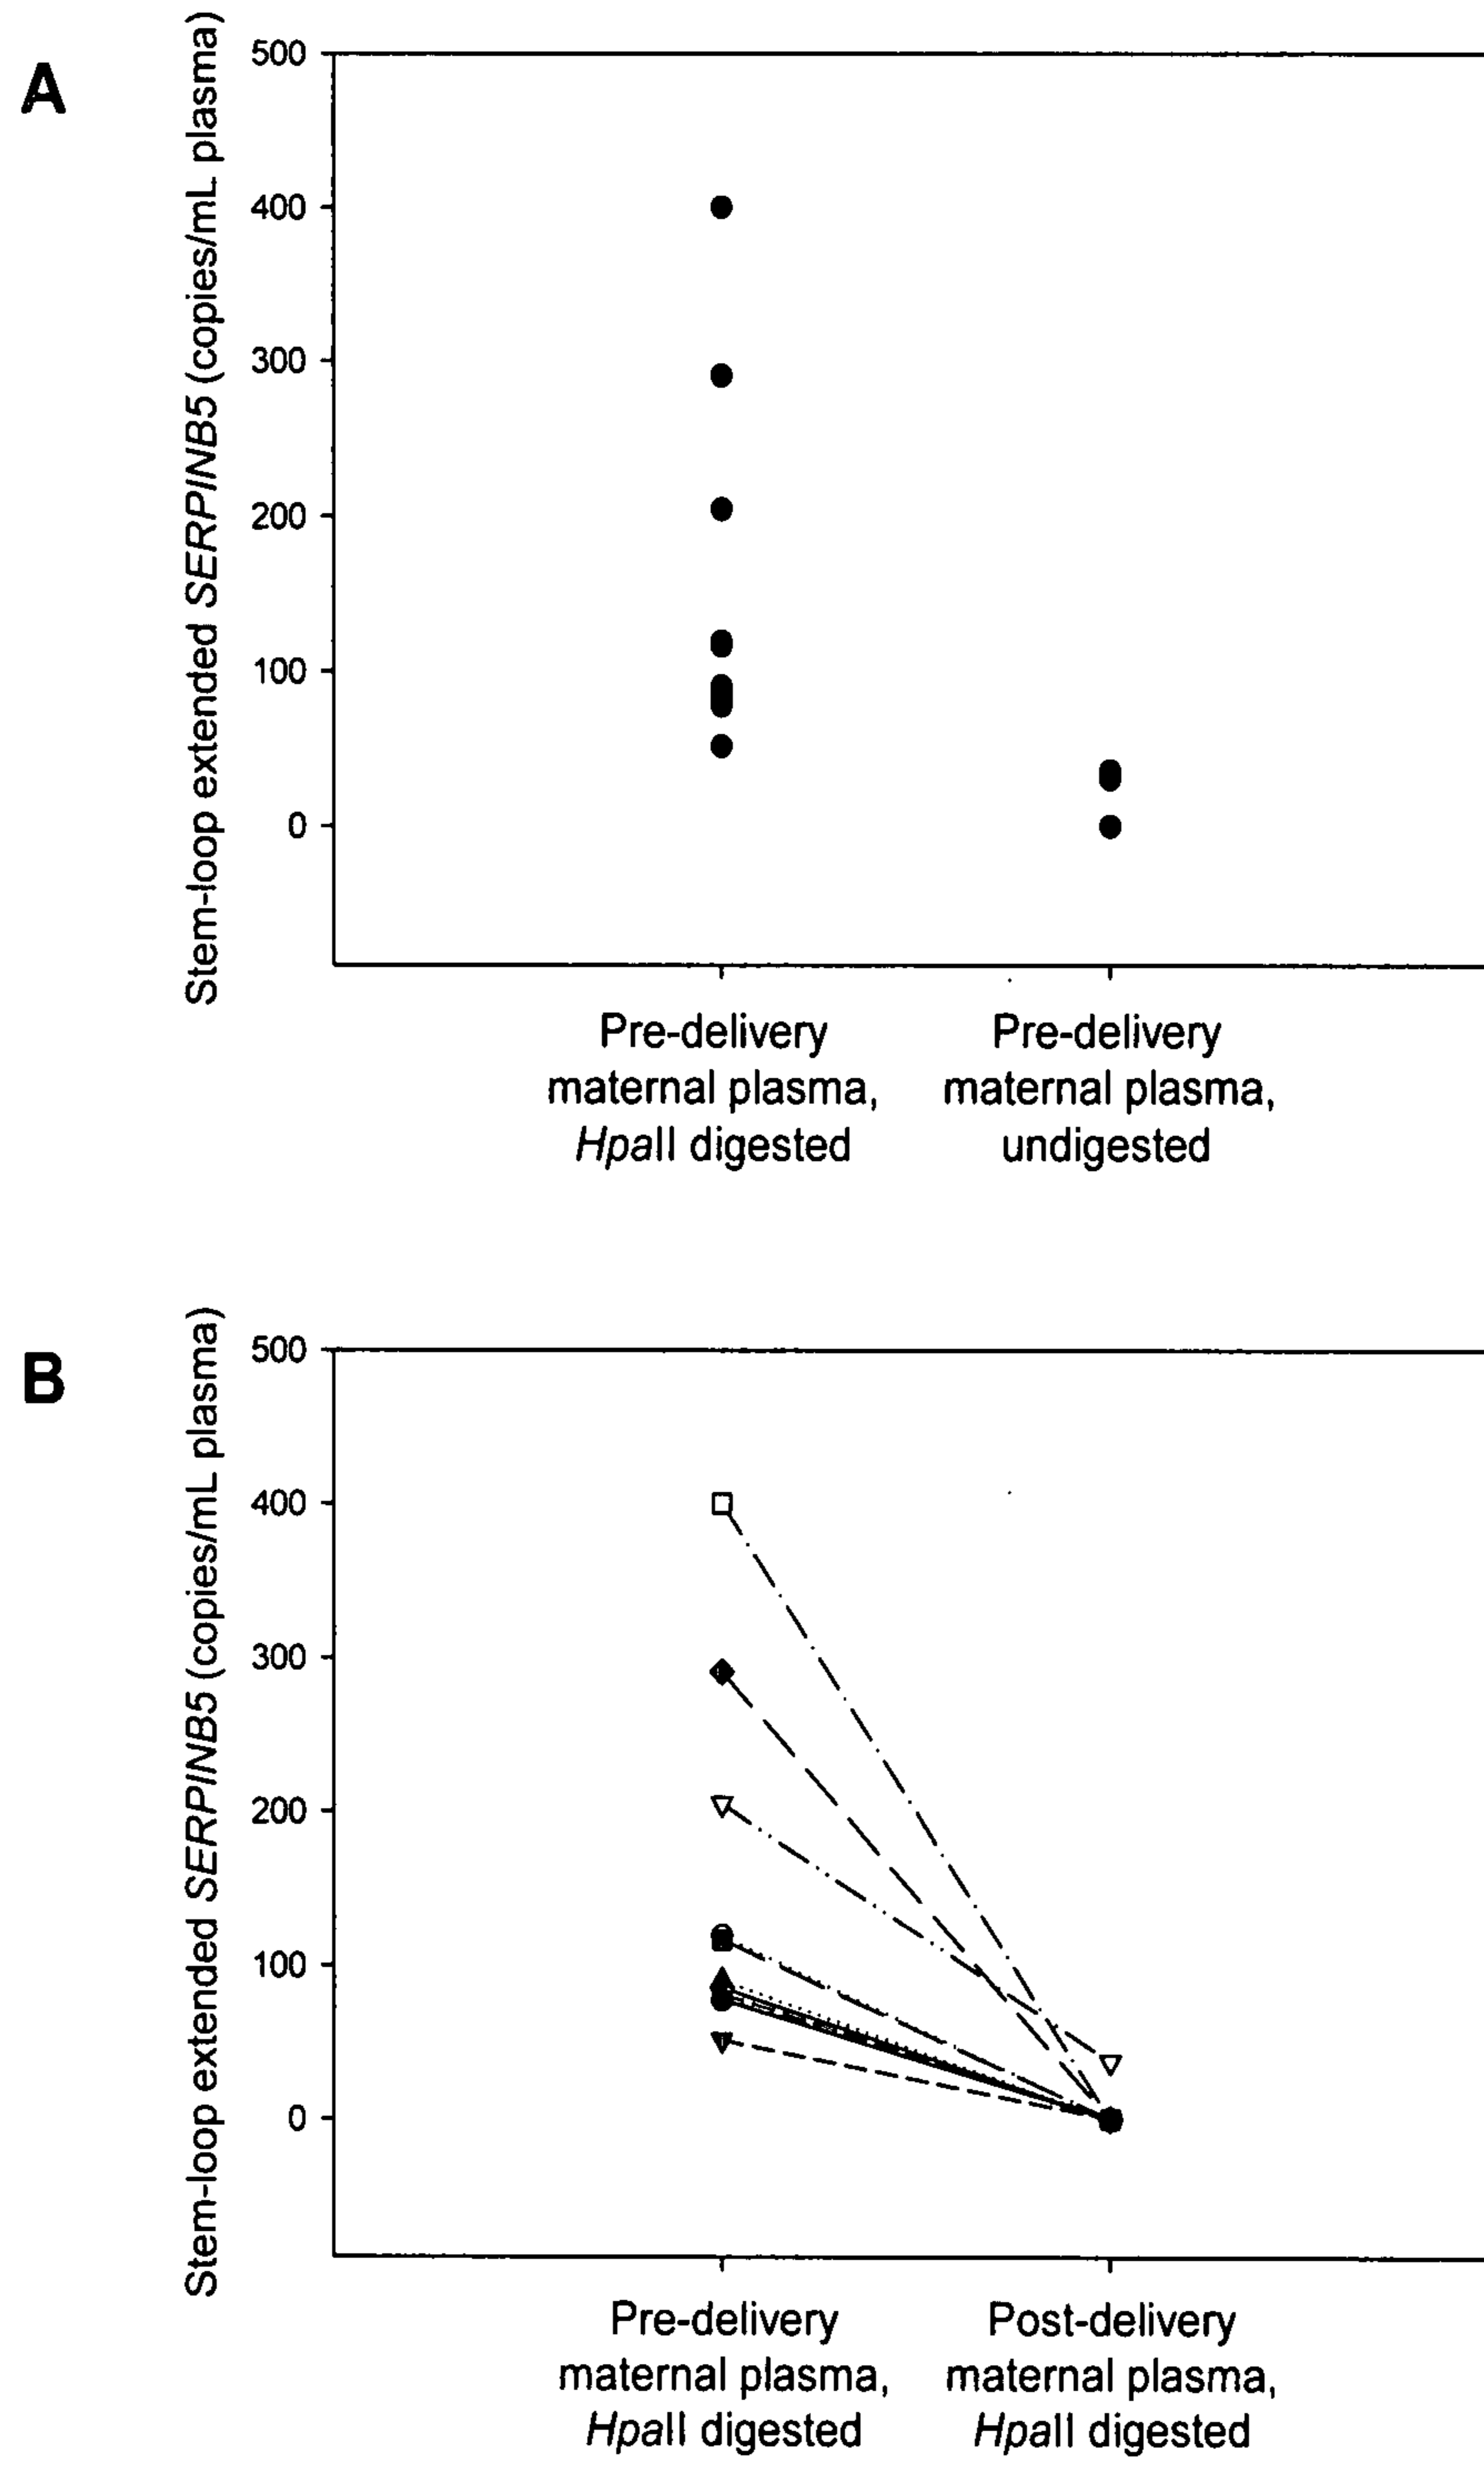 A
Stem-loop extended SERPINB5 (copies/mL plasma)
500
400
300
200
100
0
Pre-delivery
maternal plasma,
HpaII digested
Pre-delivery
maternal plasma,
undigested
B
Stem-loop extended SERPINB5 (copies/mL plasma)
500
400
300
200
100
0
Pre-delivery
maternal plasma,
HpaII digested
Post-delivery
maternal plasma,
HpaII digested